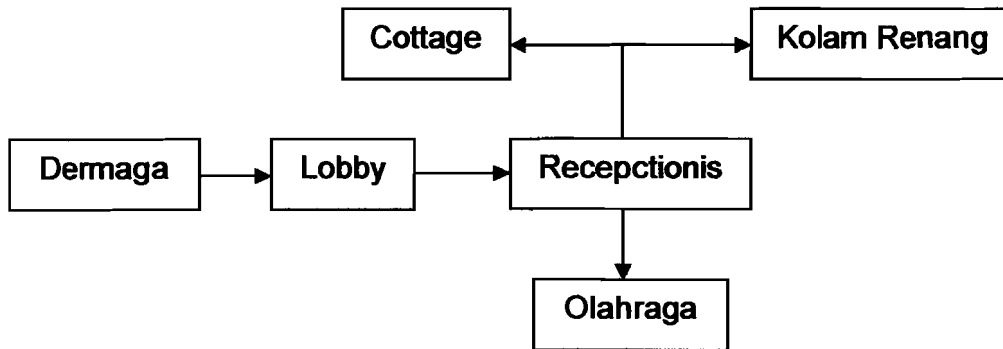 Cottage
Kolam Renang
Dermaga
Lobby
Recepctionis
Olahraga